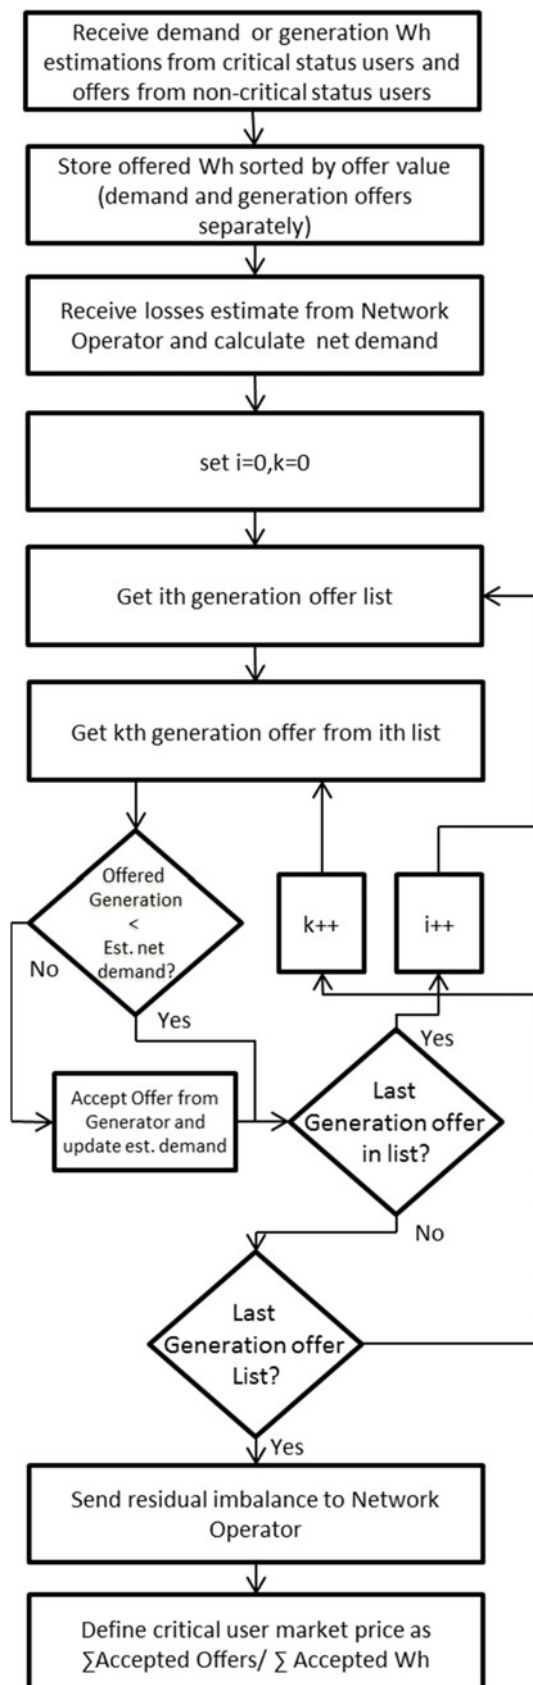 Receive demand or generation Wh
estimations from critical status users and
offers from non-critical status users
Store offered Wh sorted by offer value
(demand and generation offers
separately)
Receive losses estimate from Network
Operator and calculate net demand
set i=0,k=0
Get ith generation offer list
Get kth generation offer from ith list
Offered
Generation
<
Est. net
demand?
k++
i++
No
Yes
Yes
Accept Offer from
Generator and
update est. demand
Last
Generation offer
in list?
No
Last
Generation offer
List?
Yes
Send residual imbalance to Network
Operator
Define critical user market price as
∑Accepted Offers/ ∑ Accepted Wh